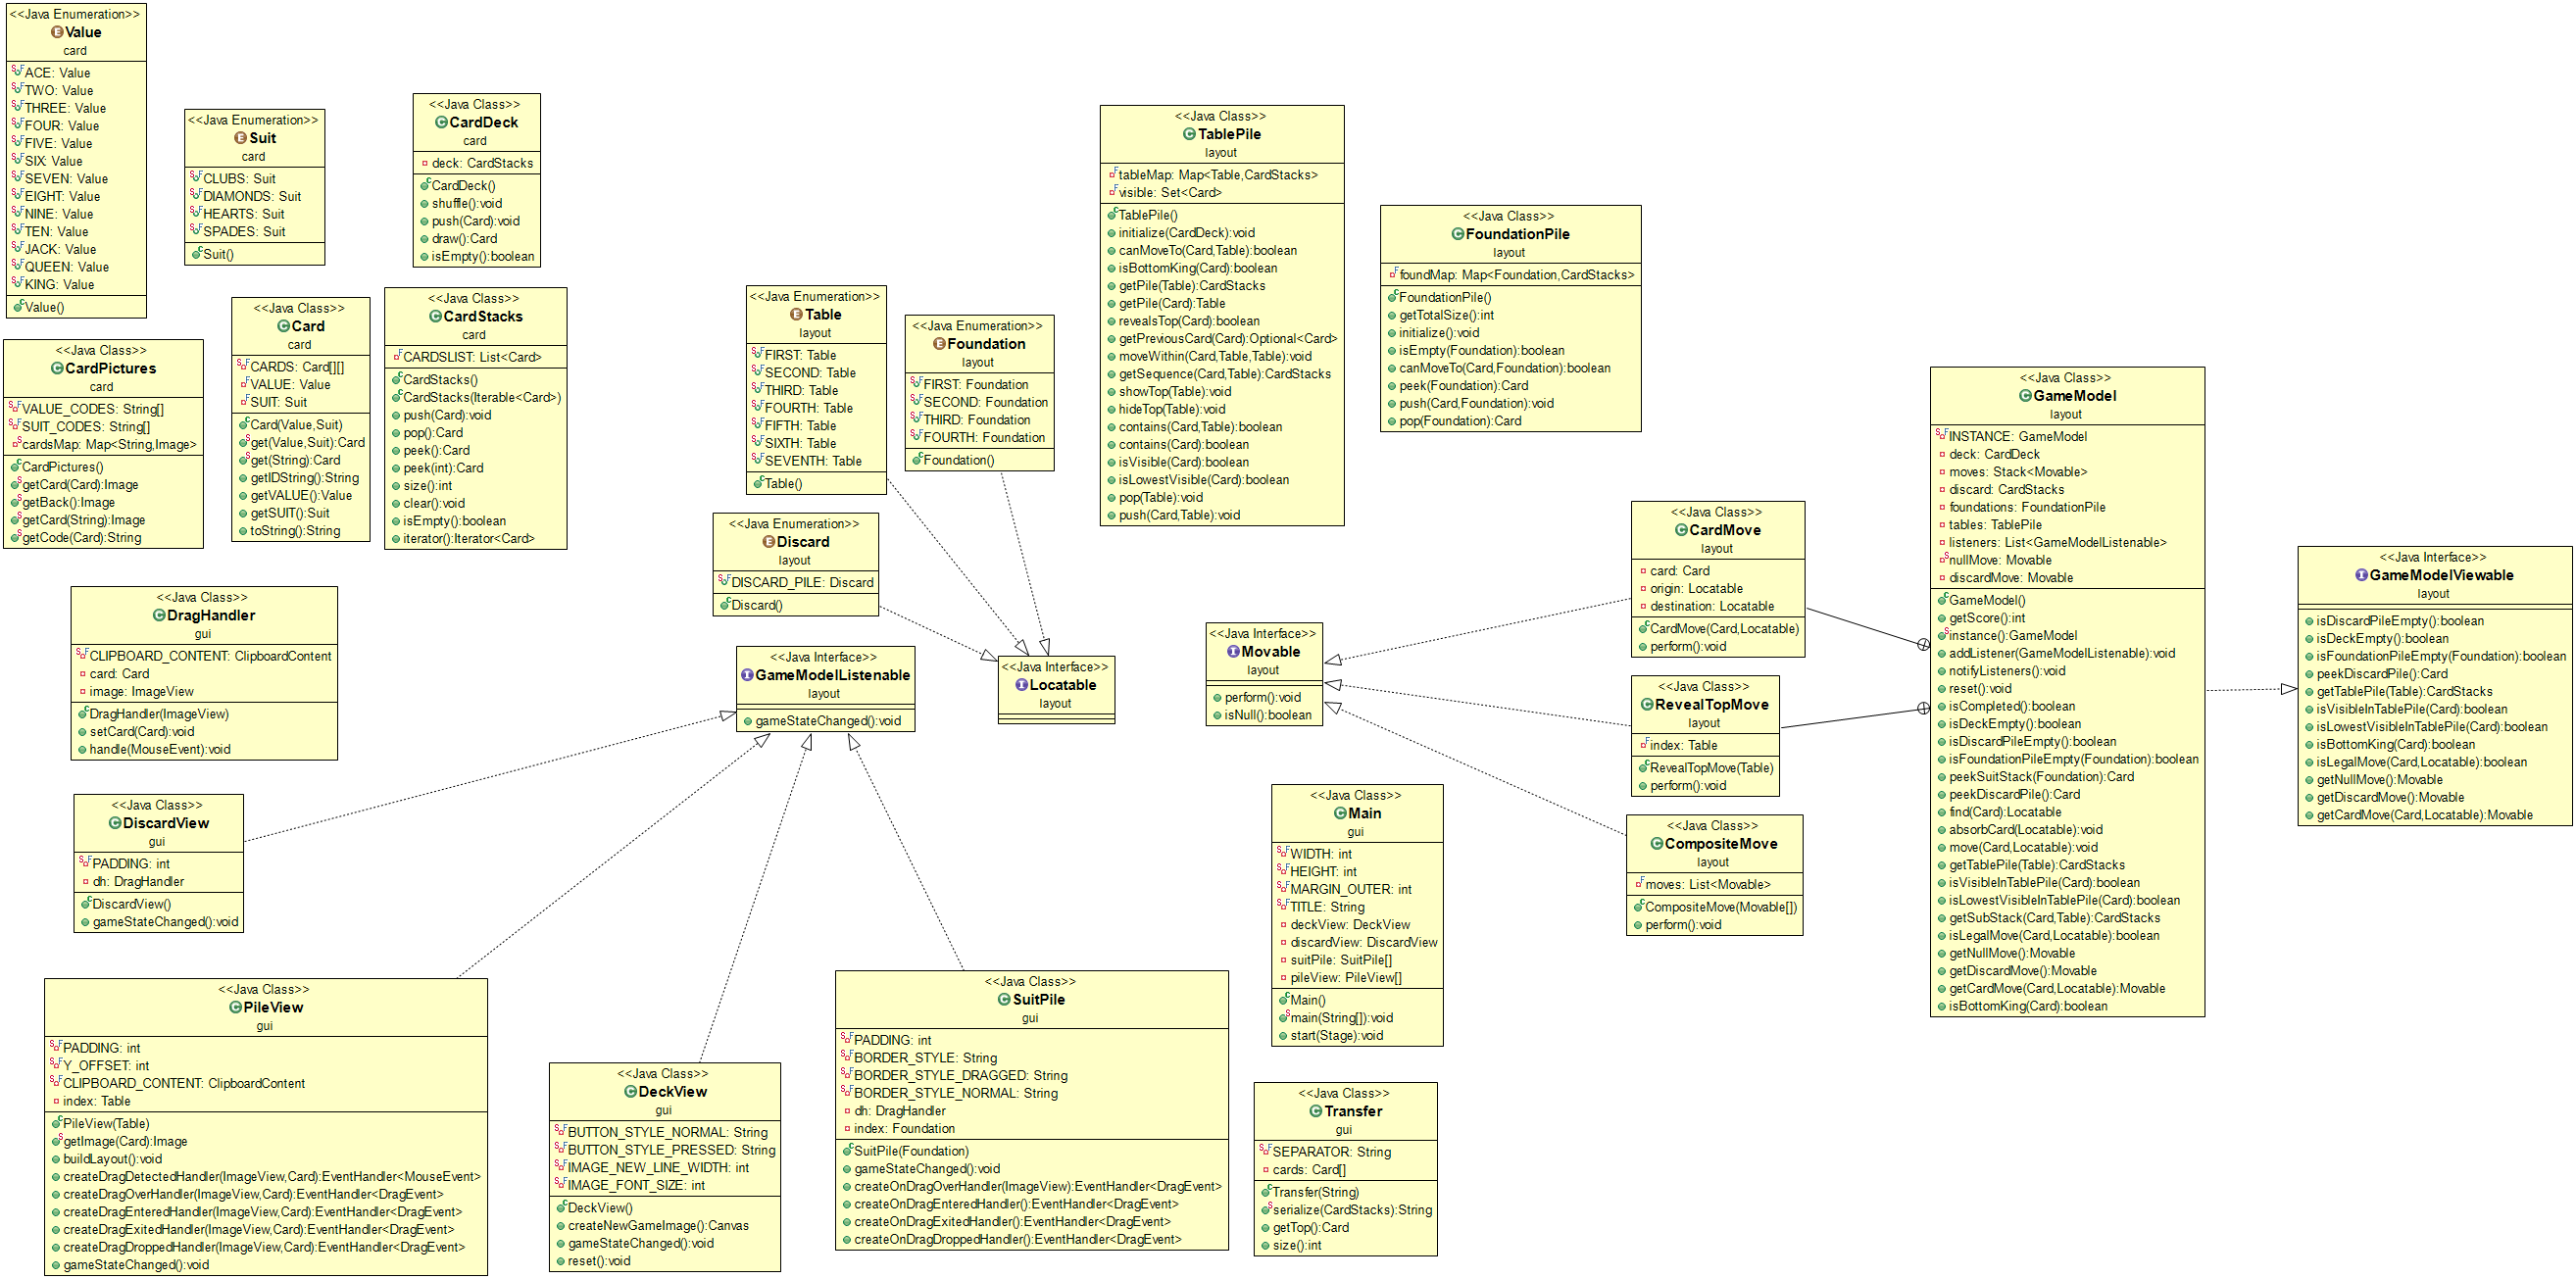 <<Java Enumeration>>
Value
card
ACE: Value
TWO: Value
THREE: Value
FOUR: Value
FIVE: Value
SIX: Value
SEVEN: Value
EIGHT: Value
NINE: Value
TEN: Value
JACK: Value
QUEEN: Value
KING: Value
Value()
<<Java Enumeration>>
Suit
card
CLUBS: Suit
DIAMONDS: Suit
HEARTS: Suit
SPADES: Suit
Suit()
<<Java Class>>
CardDeck
card
deck: CardStacks
CardDeck()
shuffle():void
push(Card):void
draw():Card
isEmpty():boolean
<<Java Class>>
CardPictures
card
VALUE_CODES: String[]
SUIT_CODES: String[]
cardsMap: Map<String,Image>
CardPictures()
getCard(Card):Image
getBack():Image
getCard(String):Image
getCode(Card):String
<<Java Class>>
Card
card
CARDS: Card[][]
VALUE: Value
SUIT: Suit
Card(Value,Suit)
get(Value,Suit):Card
get(String):Card
getIDString():String
getVALUE():Value
getSUIT():Suit
toString():String
<<Java Class>>
CardStacks
card
CARDSLIST: List<Card>
CardStacks()
CardStacks(Iterable<Card>)
push(Card):void
pop():Card
peek():Card
peek(int):Card
size():int
clear():void
isEmpty():boolean
iterator():Iterator<Card>
<<Java Enumeration>>
Table
layout
FIRST: Table
SECOND: Table
THIRD: Table
FOURTH: Table
FIFTH: Table
SIXTH: Table
SEVENTH: Table
Table()
<<Java Enumeration>>
Foundation
layout
FIRST: Foundation
SECOND: Foundation
THIRD: Foundation
FOURTH: Foundation
Foundation()
<<Java Class>>
TablePile
layout
tableMap: Map<Table,CardStacks>
visible: Set<Card>
TablePile()
initialize(CardDeck):void
canMoveTo(Card,Table):boolean
isBottomKing(Card):boolean
getPile(Table):CardStacks
getPile(Card):Table
revealsTop(Card):boolean
getPreviousCard(Card):Optional<Card>
moveWithin(Card,Table,Table):void
getSequence(Card,Table):CardStacks
showTop(Table):void
hideTop(Table):void
contains(Card,Table):boolean
contains(Card):boolean
isVisible(Card):boolean
isLowestVisible(Card):boolean
pop(Table):void
push(Card,Table):void
<<Java Class>>
FoundationPile
layout
foundMap: Map<Foundation,CardStacks>
FoundationPile()
getTotalSize():int
initialize():void
isEmpty(Foundation):boolean
canMoveTo(Card,Foundation):boolean
peek(Foundation):Card
push(Card,Foundation):void
pop(Foundation):Card
<<Java Enumeration>>
Discard
layout
DISCARD_PILE: Discard
Discard()
<<Java Class>>
DragHandler
gui
CLIPBOARD_CONTENT: ClipboardContent
card: Card
image: ImageView
DragHandler(ImageView)
setCard(Card):void
handle(MouseEvent):void
<<Java Interface>>
GameModelListenable
layout
gameStateChanged():void
<<Java Interface>>
Locatable
layout
<<Java Interface>>
Movable
layout
perform():void
isNull():boolean
<<Java Class>>
CardMove
layout
card: Card
origin: Locatable
destination: Locatable
CardMove(Card,Locatable)
perform():void
<<Java Class>>
RevealTopMove
layout
index: Table
RevealTopMove(Table)
perform():void
<<Java Class>>
CompositeMove
layout
moves: List<Movable>
CompositeMove(Movable[])
perform():void
<<Java Class>>
GameModel
layout
INSTANCE: GameModel
deck: CardDeck
moves: Stack<Movable>
discard: CardStacks
foundations: FoundationPile
tables: TablePile
listeners: List<GameModelListenable>
nullMove: Movable
discardMove: Movable
GameModel()
getScore():int
instance():GameModel
addListener(GameModelListenable):void
notifyListeners():void
reset():void
isCompleted():boolean
isDeckEmpty():boolean
isDiscardPileEmpty():boolean
isFoundationPileEmpty(Foundation):boolean
peekSuitStack(Foundation):Card
peekDiscardPile():Card
find(Card):Locatable
absorbCard(Locatable):void
move(Card,Locatable):void
getTablePile(Table):CardStacks
isVisibleInTablePile(Card):boolean
isLowestVisibleInTablePile(Card):boolean
getSubStack(Card,Table):CardStacks
isLegalMove(Card,Locatable):boolean
getNullMove():Movable
getDiscardMove():Movable
getCardMove(Card,Locatable):Movable
isBottomKing(Card):boolean
<<Java Interface>>
GameModelViewable
layout
isDiscardPileEmpty():boolean
isDeckEmpty():boolean
isFoundationPileEmpty(Foundation):boolean
peekDiscardPile():Card
getTablePile(Table):CardStacks
isVisibleInTablePile(Card):boolean
isLowestVisibleInTablePile(Card):boolean
isBottomKing(Card):boolean
isLegalMove(Card,Locatable):boolean
getNullMove():Movable
getDiscardMove():Movable
getCardMove(Card,Locatable):Movable
<<Java Class>>
DiscardView
gui
PADDING: int
dh: DragHandler
DiscardView()
gameStateChanged():void
<<Java Class>>
Main
gui
WIDTH: int
HEIGHT: int
MARGIN_OUTER: int
TITLE: String
deckView: DeckView
discardView: DiscardView
suitPile: SuitPile[]
pileView: PileView[]
Main()
main(String[]):void
start(Stage):void
<<Java Class>>
PileView
gui
PADDING: int
Y_OFFSET: int
CLIPBOARD_CONTENT: ClipboardContent
index: Table
PileView(Table)
getImage(Card):Image
buildLayout():void
createDragDetectedHandler(ImageView,Card):EventHandler<MouseEvent>
createDragOverHandler(ImageView,Card):EventHandler<DragEvent>
createDragEnteredHandler(ImageView,Card):EventHandler<DragEvent>
createDragExitedHandler(ImageView,Card):EventHandler<DragEvent>
createDragDroppedHandler(ImageView,Card):EventHandler<DragEvent>
gameStateChanged():void
<<Java Class>>
DeckView
gui
BUTTON_STYLE_NORMAL: String
BUTTON_STYLE_PRESSED: String
IMAGE_NEW_LINE_WIDTH: int
IMAGE_FONT_SIZE: int
DeckView()
createNewGameImage():Canvas
gameStateChanged():void
reset():void
<<Java Class>>
SuitPile
gui
PADDING: int
BORDER_STYLE: String
BORDER_STYLE_DRAGGED: String
BORDER_STYLE_NORMAL: String
dh: DragHandler
index: Foundation
SuitPile(Foundation)
gameStateChanged():void
createOnDragOverHandler(ImageView):EventHandler<DragEvent>
createOnDragEnteredHandler():EventHandler<DragEvent>
createOnDragExitedHandler():EventHandler<DragEvent>
createOnDragDroppedHandler():EventHandler<DragEvent>
<<Java Class>>
Transfer
gui
SEPARATOR: String
cards: Card[]
Transfer(String)
serialize(CardStacks):String
getTop():Card
size():int